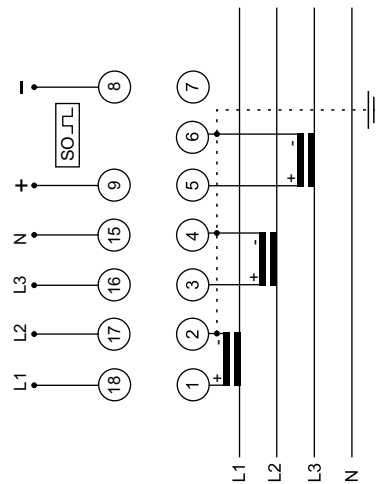 L1 L2 L3 N + -
SO
18 17 16 15 9 8
1 2 3 4 5 6 7
+ - + - + -
L1
L2
L3
N